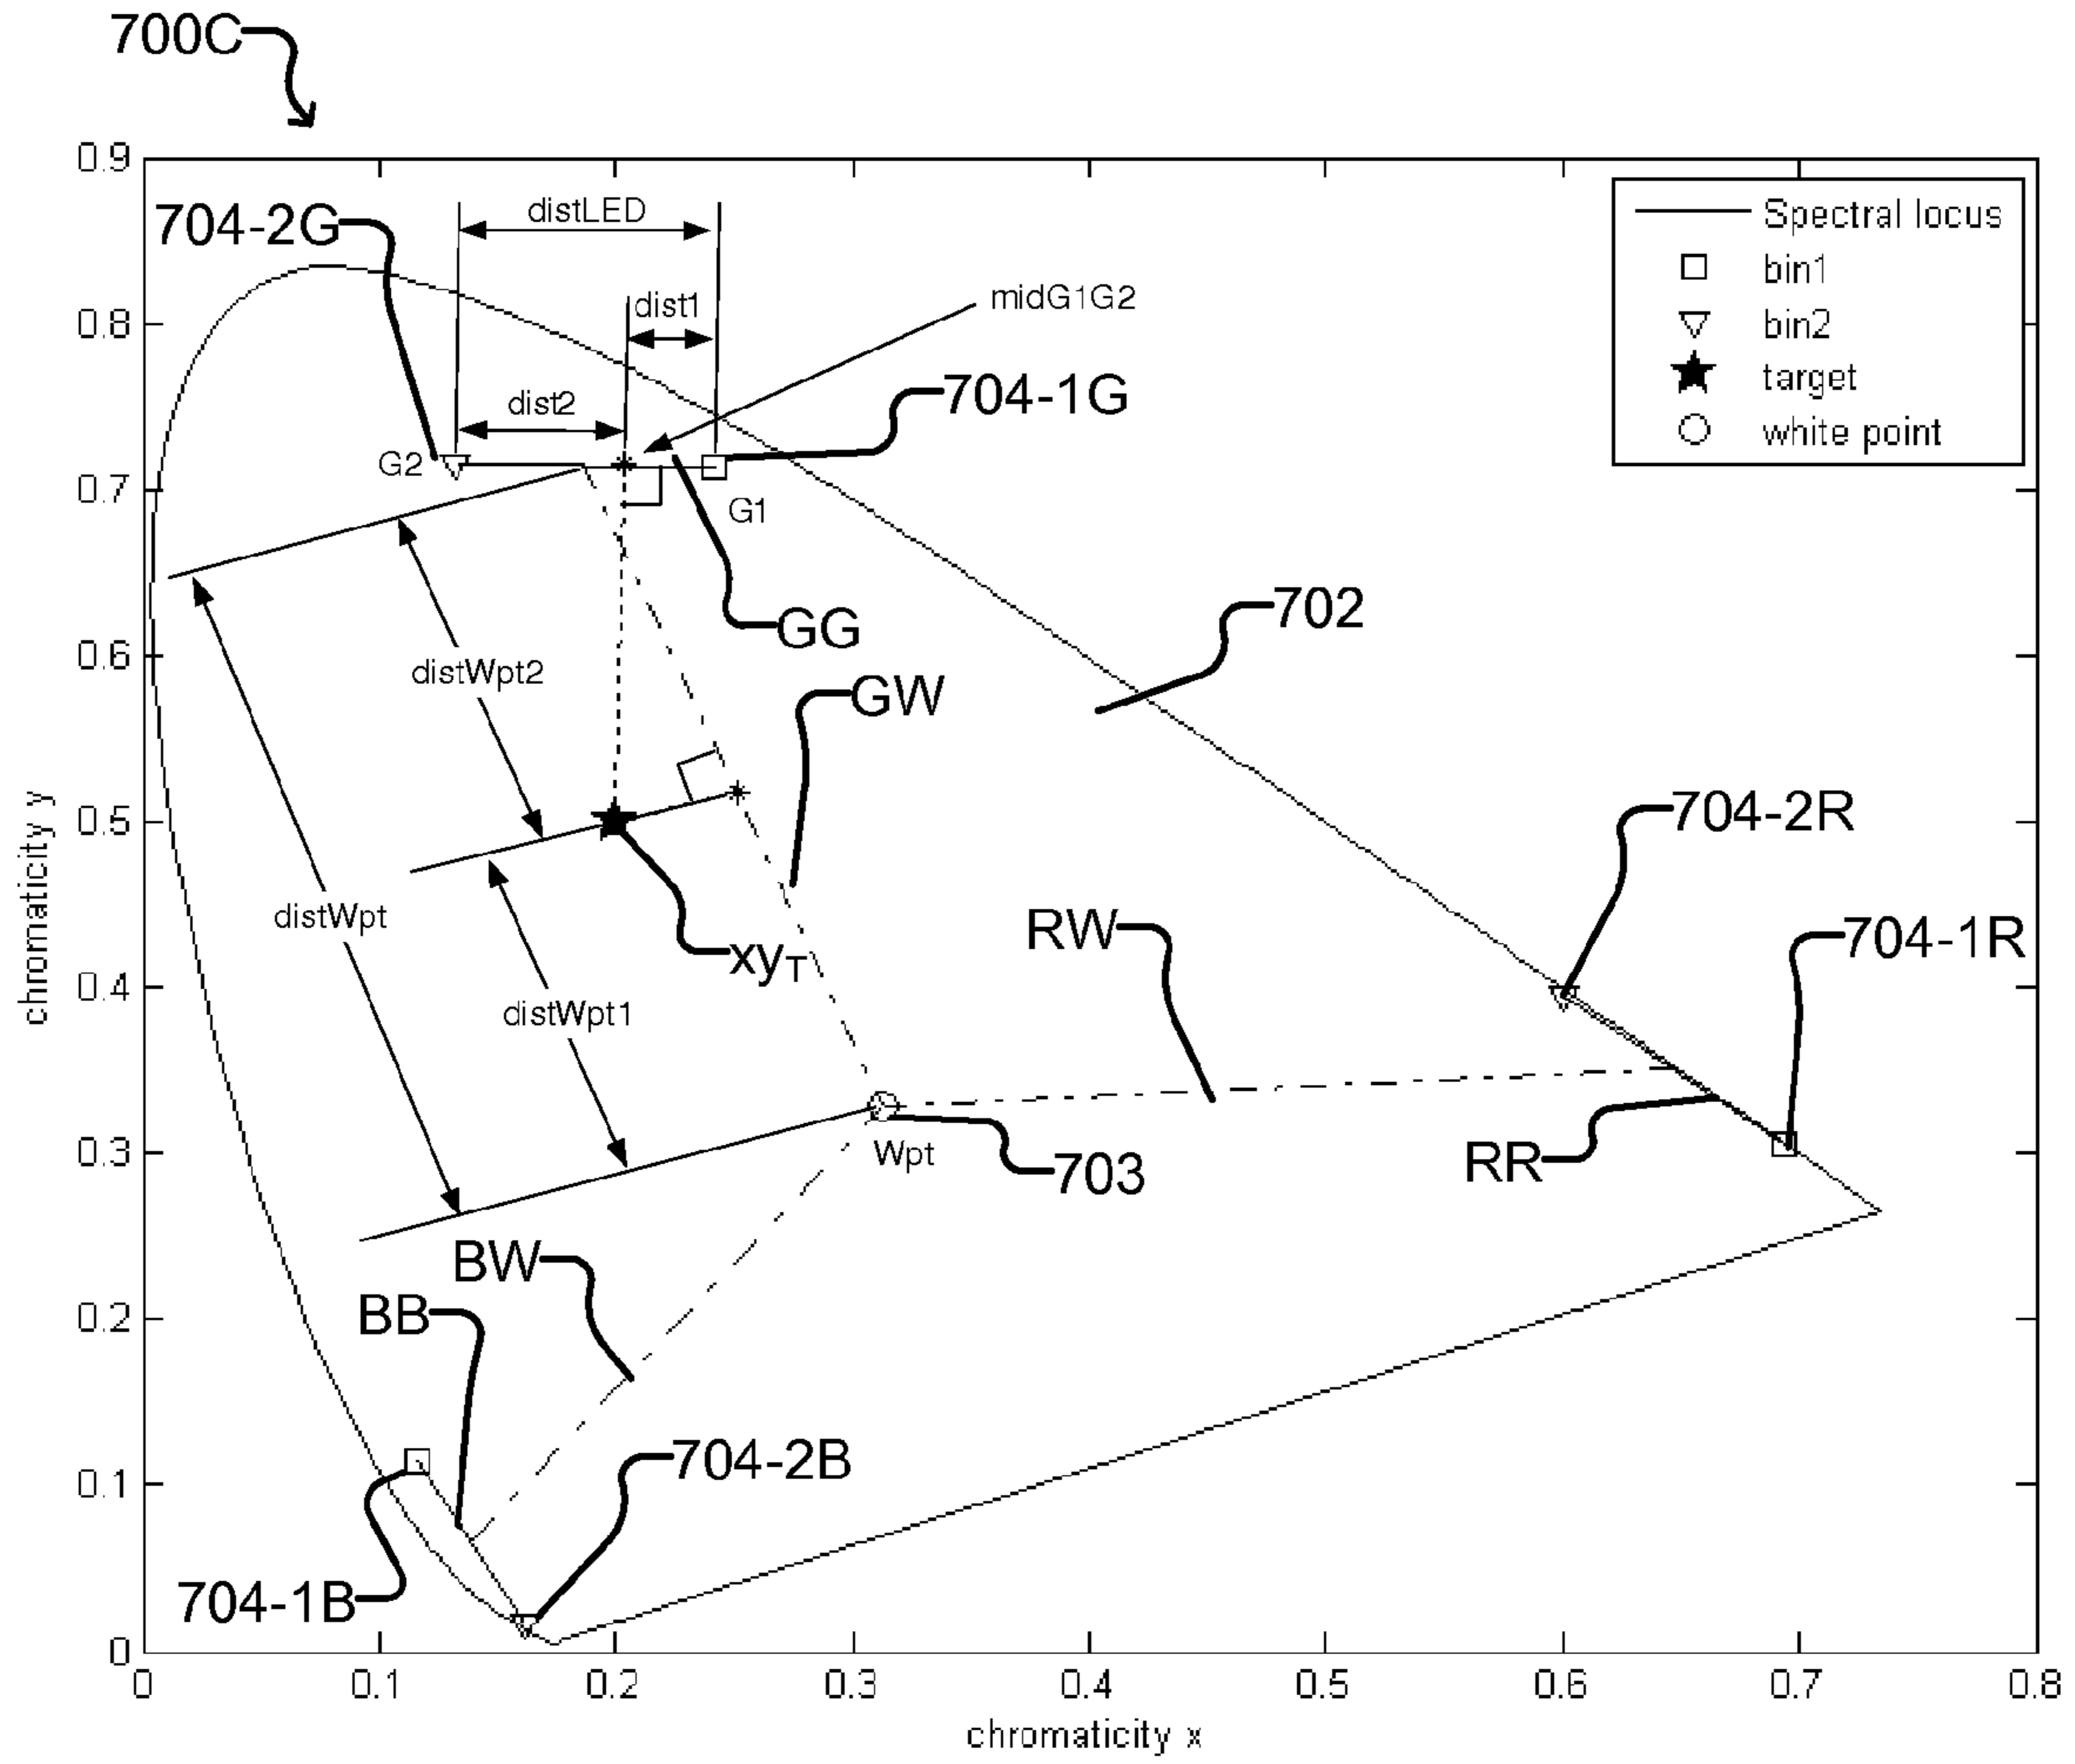 700C
0.9
0.8
0.7
0.6
0.5
0.4
0.3
0.2
0.1
0
0
0.1
0.2
0.3
0.4
0.5
0.6
0.7
0.8
chromaticity y
chromaticity x
Spectral locus
bin1
bin2
target
white point
704-2G
distLED
dist1
midG1G2
dist2
704-1G
G2
G1
GG
702
distWpt2
GW
704-2R
distWpt
xyT
RW
704-1R
distWpt1
Wpt
703
RR
BW
BB
704-2B
704-1B